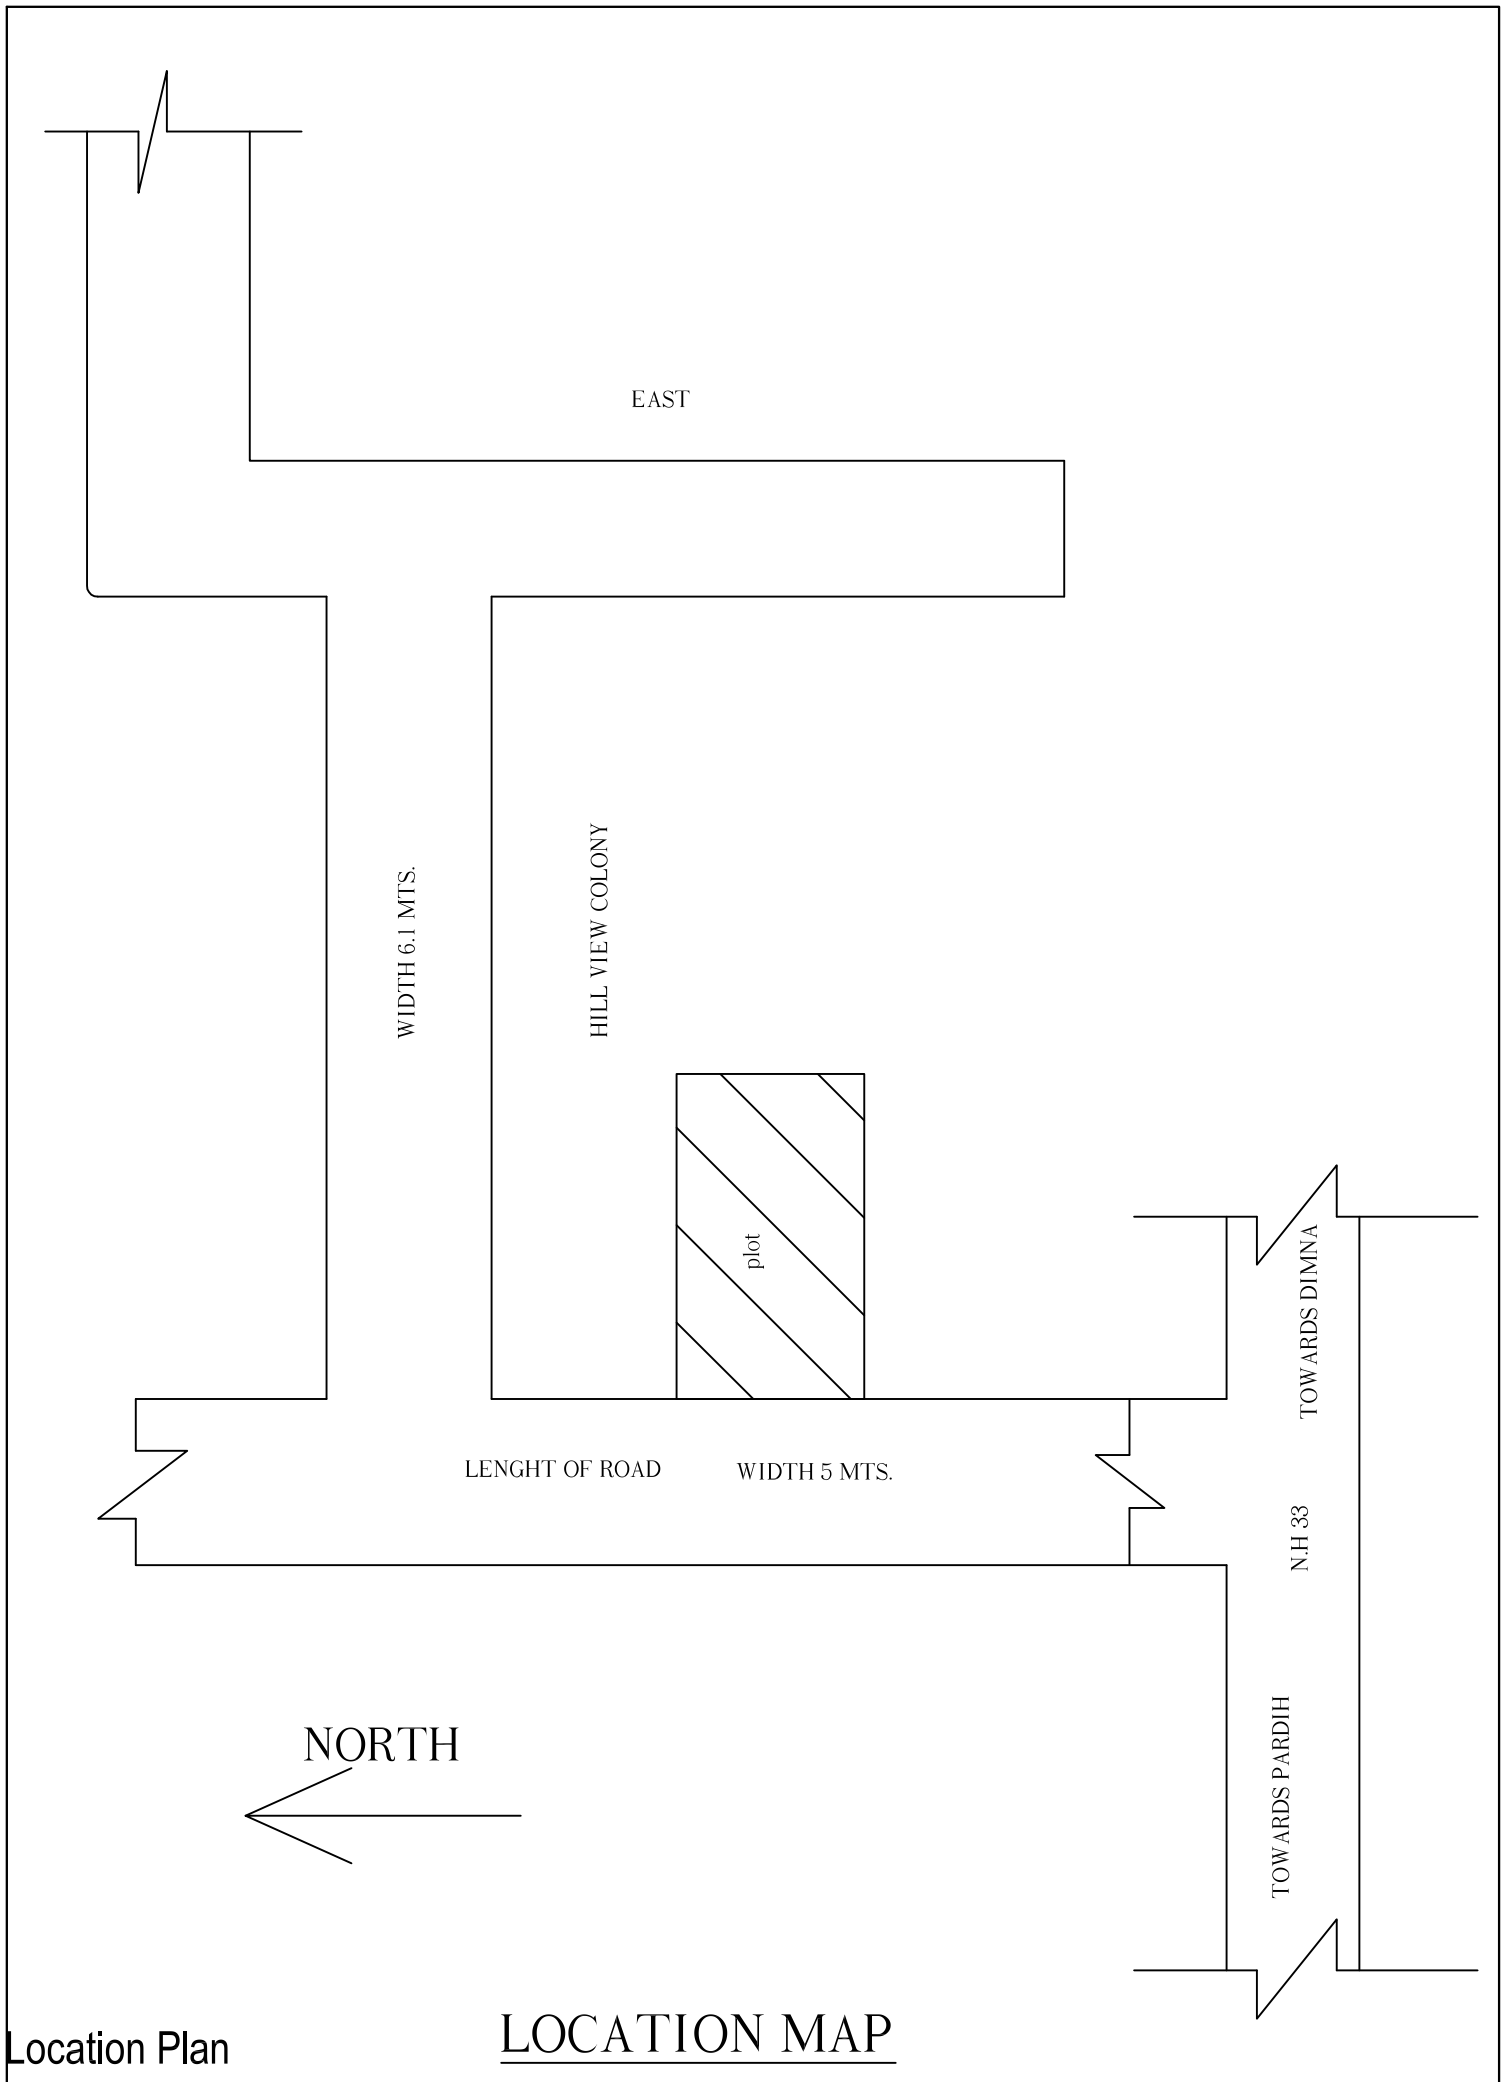 EAST
WIDTH 6.1 MTS.
HILL VIEW COLONY
plot
TOWARDS DIMNA
LENGHT OF ROAD
WIDTH 5 MTS.
N.H 33
TOWARDS PARDIH
NORTH
LOCATION MAP
Location Plan